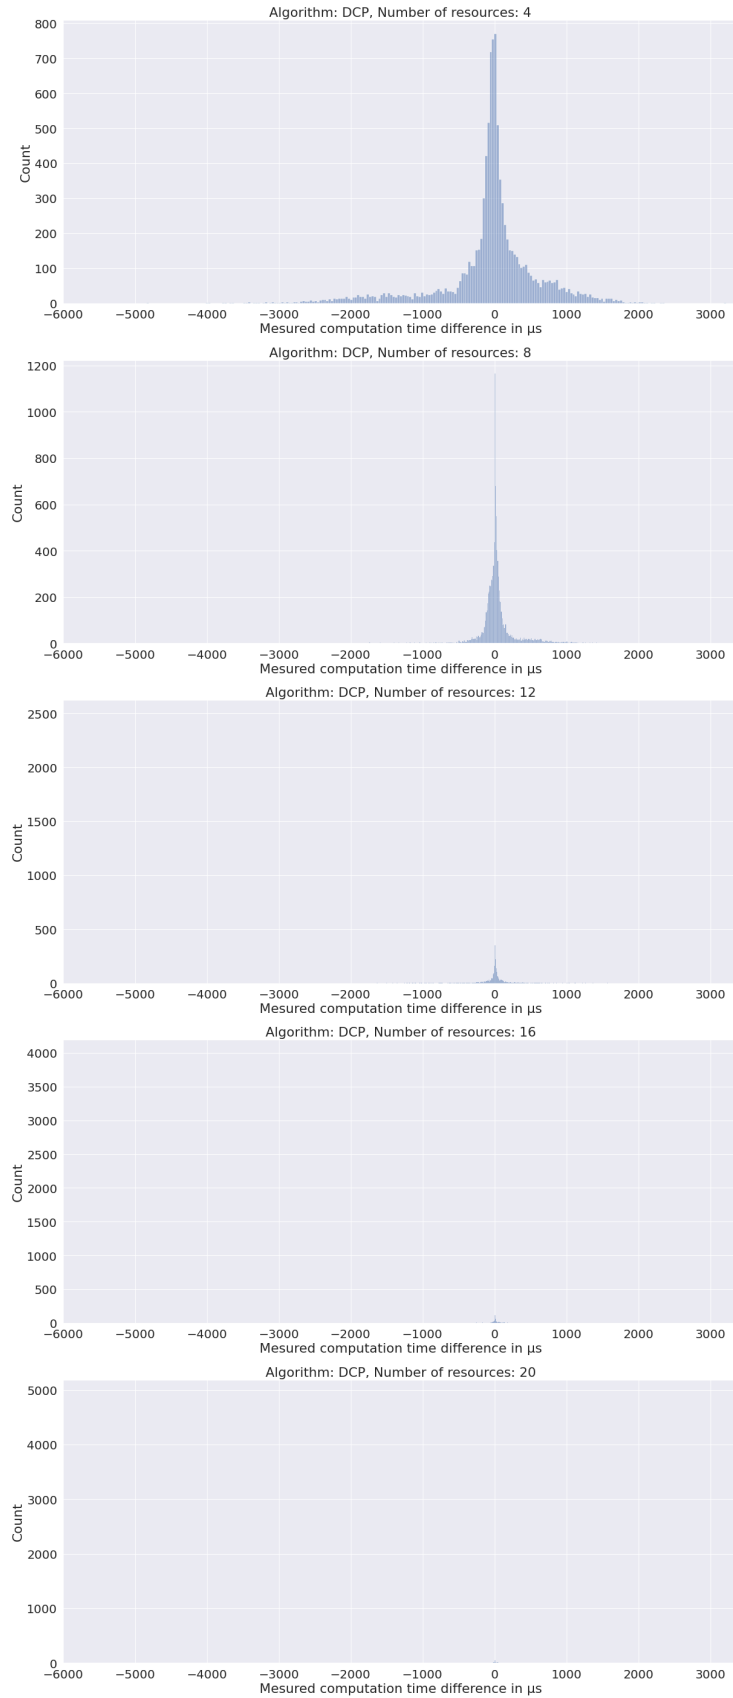 Algorithm: DCP, Number of resources: 4
800
700
600
500
400
300
200
100
0
Count
−6000 −5000 −4000 −3000 −2000 −1000 0 1000 2000 3000
Mesured computation time difference in µs
Algorithm: DCP, Number of resources: 8
1200
1000
800
600
400
200
0
Count
−6000 −5000 −4000 −3000 −2000 −1000 0 1000 2000 3000
Mesured computation time difference in µs
Algorithm: DCP, Number of resources: 12
2500
2000
1500
1000
500
0
Count
−6000 −5000 −4000 −3000 −2000 −1000 0 1000 2000 3000
Mesured computation time difference in µs
Algorithm: DCP, Number of resources: 16
4000
3500
3000
2500
2000
1500
1000
500
0
Count
−6000 −5000 −4000 −3000 −2000 −1000 0 1000 2000 3000
Mesured computation time difference in µs
Algorithm: DCP, Number of resources: 20
5000
4000
3000
2000
1000
0
Count
−6000 −5000 −4000 −3000 −2000 −1000 0 1000 2000 3000
Mesured computation time difference in µs